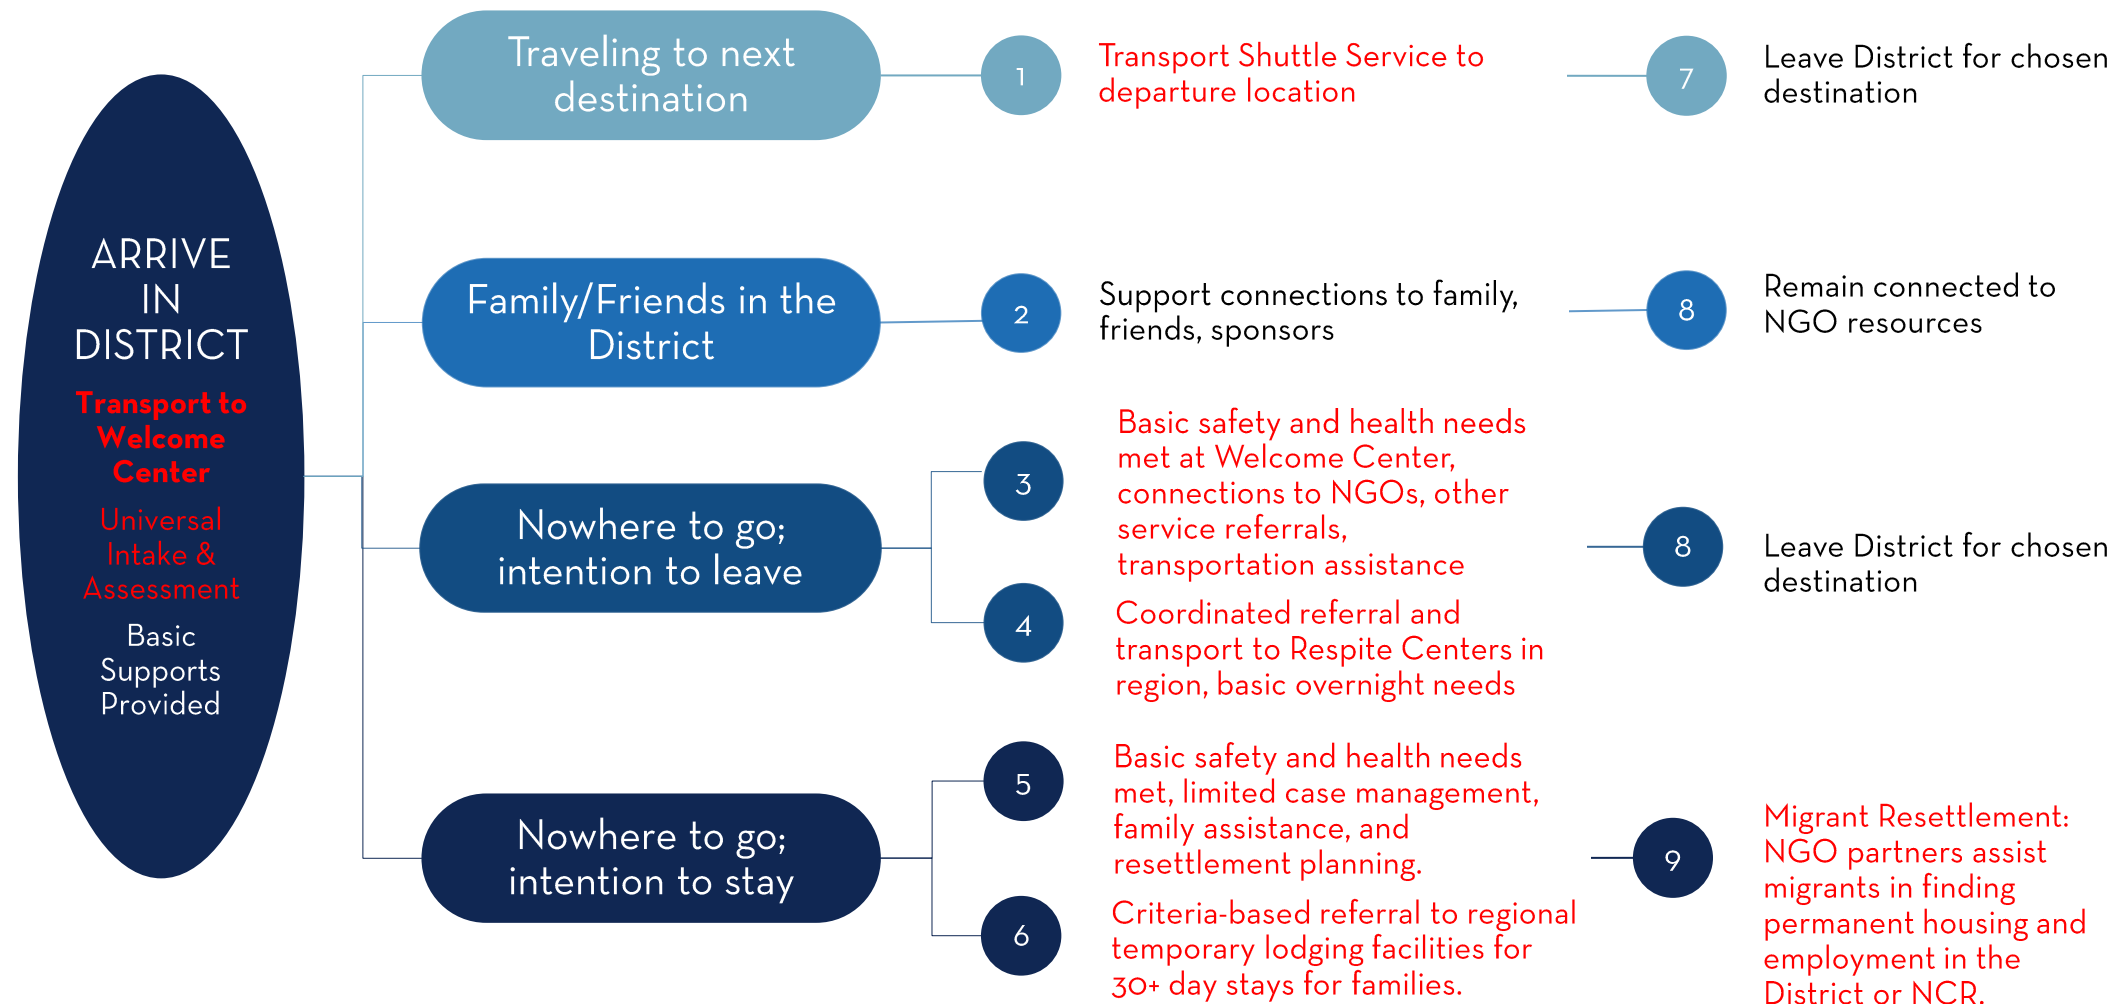 ARRIVE
IN
DISTRICT
Transport to
Welcome
Center
Universal
Intake &
Assessment
Basic
Supports
Provided
Traveling to next
destination
1
Transport Shuttle Service to
departure location
7
Leave District for chosen
destination
Family/Friends in the
District
2
Support connections to family,
friends, sponsors
8
Remain connected to
NGO resources
Nowhere to go;
intention to leave
3
Basic safety and health needs
met at Welcome Center,
connections to NGOs, other
service referrals,
transportation assistance
4
Coordinated referral and
transport to Respite Centers in
region, basic overnight needs
8
Leave District for chosen
destination
Nowhere to go;
intention to stay
5
Basic safety and health needs
met, limited case management,
family assistance, and
resettlement planning.
6
Criteria-based referral to regional
temporary lodging facilities for
30+ day stays for families.
9
Migrant Resettlement:
NGO partners assist
migrants in finding
permanent housing and
employment in the
District or NCR.